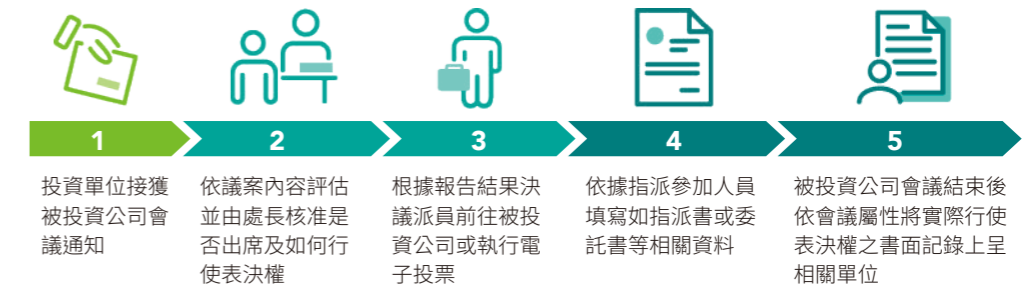 1
2
3
4
5
投資單位接獲
被投資公司會
議通知
依議案內容評估
並由處長核准是
否出席及如何行
使表決權
根據報告結果決
議派員前往被投
資公司或執行電
子投票
依據指派參加人員
填寫如指派書或委
託書等相關資料
被投資公司會議結束後
依會議屬性將實際行使
表決權之書面記錄上呈
相關單位